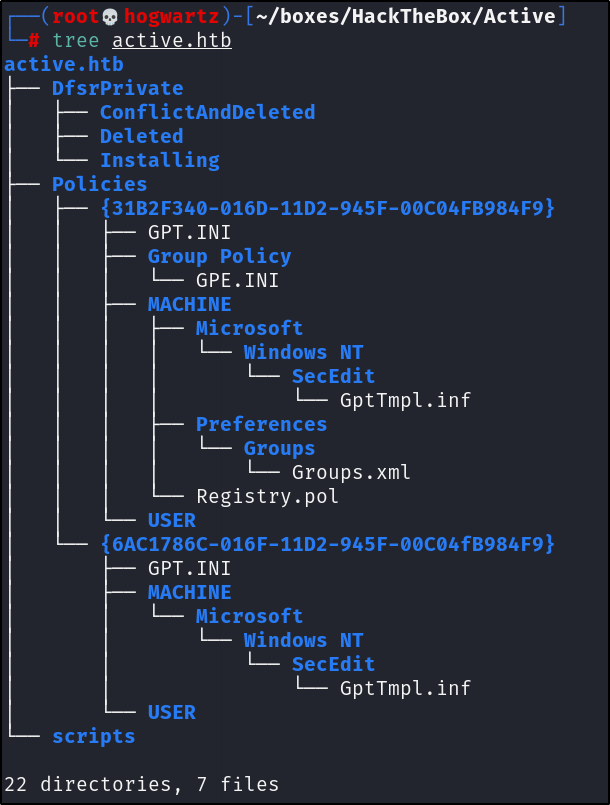 ┌──(root💀hogwartz)-[~/boxes/HackTheBox/Active]
└─# tree active.htb
active.htb
├── DfsrPrivate
│   ├── ConflictAndDeleted
│   ├── Deleted
│   └── Installing
├── Policies
│   ├── {31B2F340-016D-11D2-945F-00C04FB984F9}
│   │   ├── GPT.INI
│   │   ├── Group Policy
│   │   │   └── GPE.INI
│   │   ├── MACHINE
│   │   │   ├── Microsoft
│   │   │   │   └── Windows NT
│   │   │   │       └── SecEdit
│   │   │   │           └── GptTmpl.inf
│   │   │   ├── Preferences
│   │   │   │   └── Groups
│   │   │   │       └── Groups.xml
│   │   │   └── Registry.pol
│   │   └── USER
│   └── {6AC1786C-016F-11D2-945F-00C04fB984F9}
│       ├── GPT.INI
│       ├── MACHINE
│       │   └── Microsoft
│       │       └── Windows NT
│       │           └── SecEdit
│       │               └── GptTmpl.inf
│       └── USER
└── scripts

22 directories, 7 files